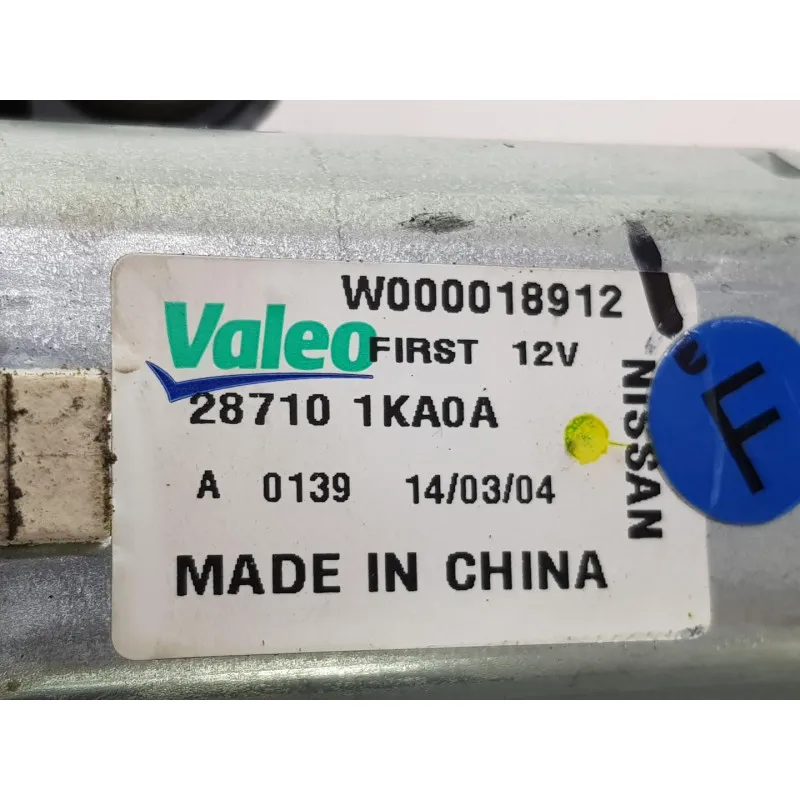 W000018912
Valeo
FIRST 12V
28710 1KA0A
A 0139 14/03/04
MADE IN CHINA
NISSAN
F